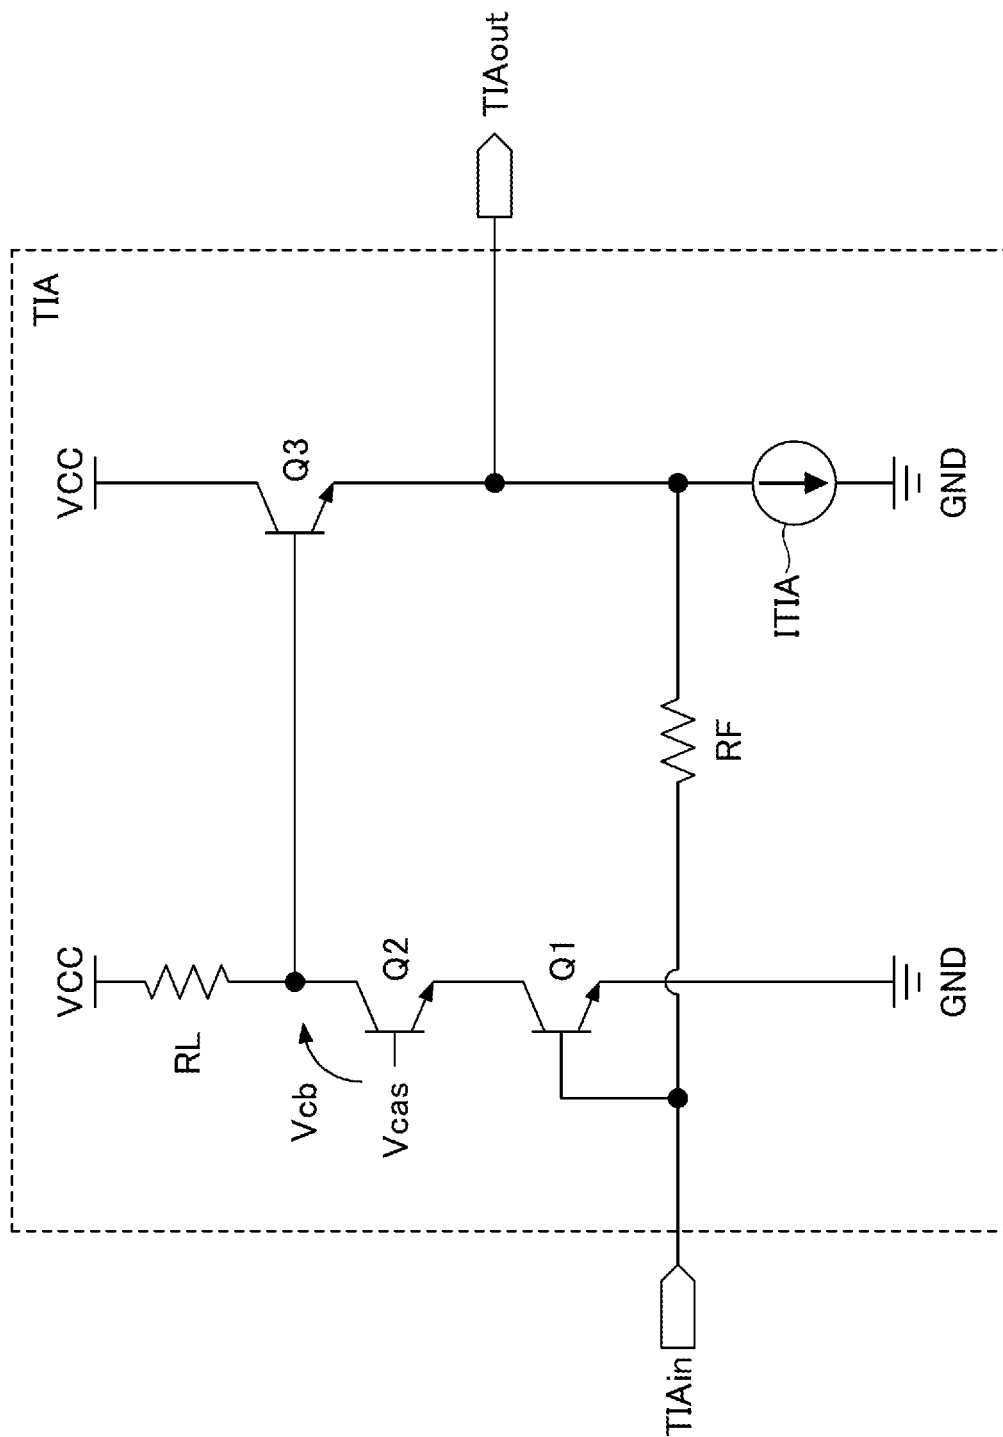 TIA
VCC
VCC
RL
Q3
TIAout
Vcb
Q2
Vcas
Q1
RF
TIAin
ITIA
GND
GND